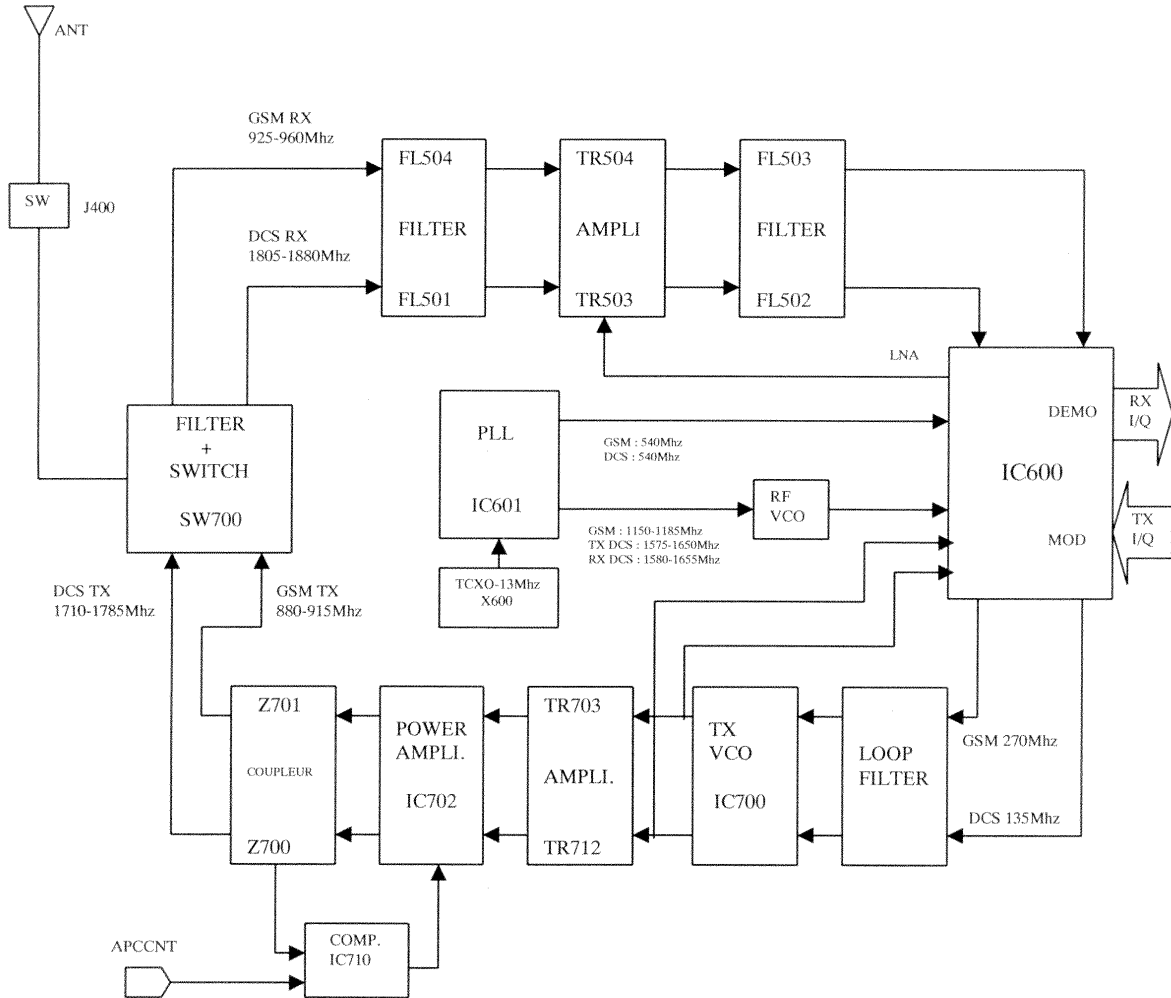 ANT
GSM RX
925-960Mhz
SW
J400
DCS RX
1805-1880Mhz
FL504
FILTER
FL501
TR504
AMPLI
TR503
FL503
FILTER
FL502
LNA
FILTER
+
SWITCH
SW700
PLL
IC601
GSM : 540Mhz
DCS : 540Mhz
RF
VCO
GSM : 1150-1185Mhz
TX DCS : 1575-1650Mhz
RX DCS : 1580-1655Mhz
TCXO-13Mhz
X600
DEMO
IC600
MOD
RX
I/Q
TX
I/Q
DCS TX
1710-1785Mhz
GSM TX
880-915Mhz
Z701
COUPLEUR
Z700
POWER
AMPLI.
IC702
TR703
AMPLI.
TR712
TX
VCO
IC700
LOOP
FILTER
GSM 270Mhz
DCS 135Mhz
APCCNT
COMP.
IC710